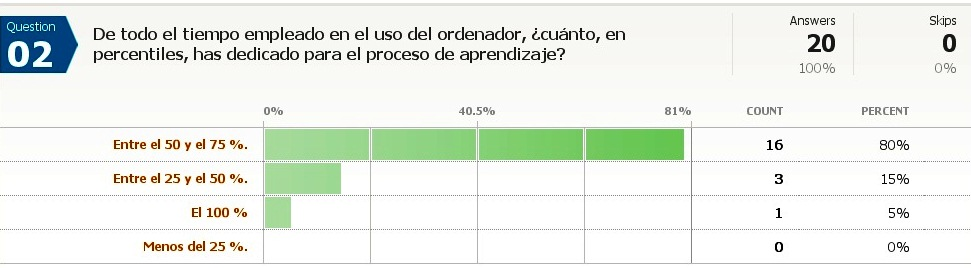 Question
02
De todo el tiempo empleado en el uso del ordenador, ¿cuánto, en
percentiles, has dedicado para el proceso de aprendizaje?
Answers
20
100%
Skips
0
0%
0% 40.5% 81% COUNT PERCENT
Entre el 50 y el 75 %. 16 80%
Entre el 25 y el 50 %. 3 15%
El 100 % 1 5%
Menos del 25 %. 0 0%